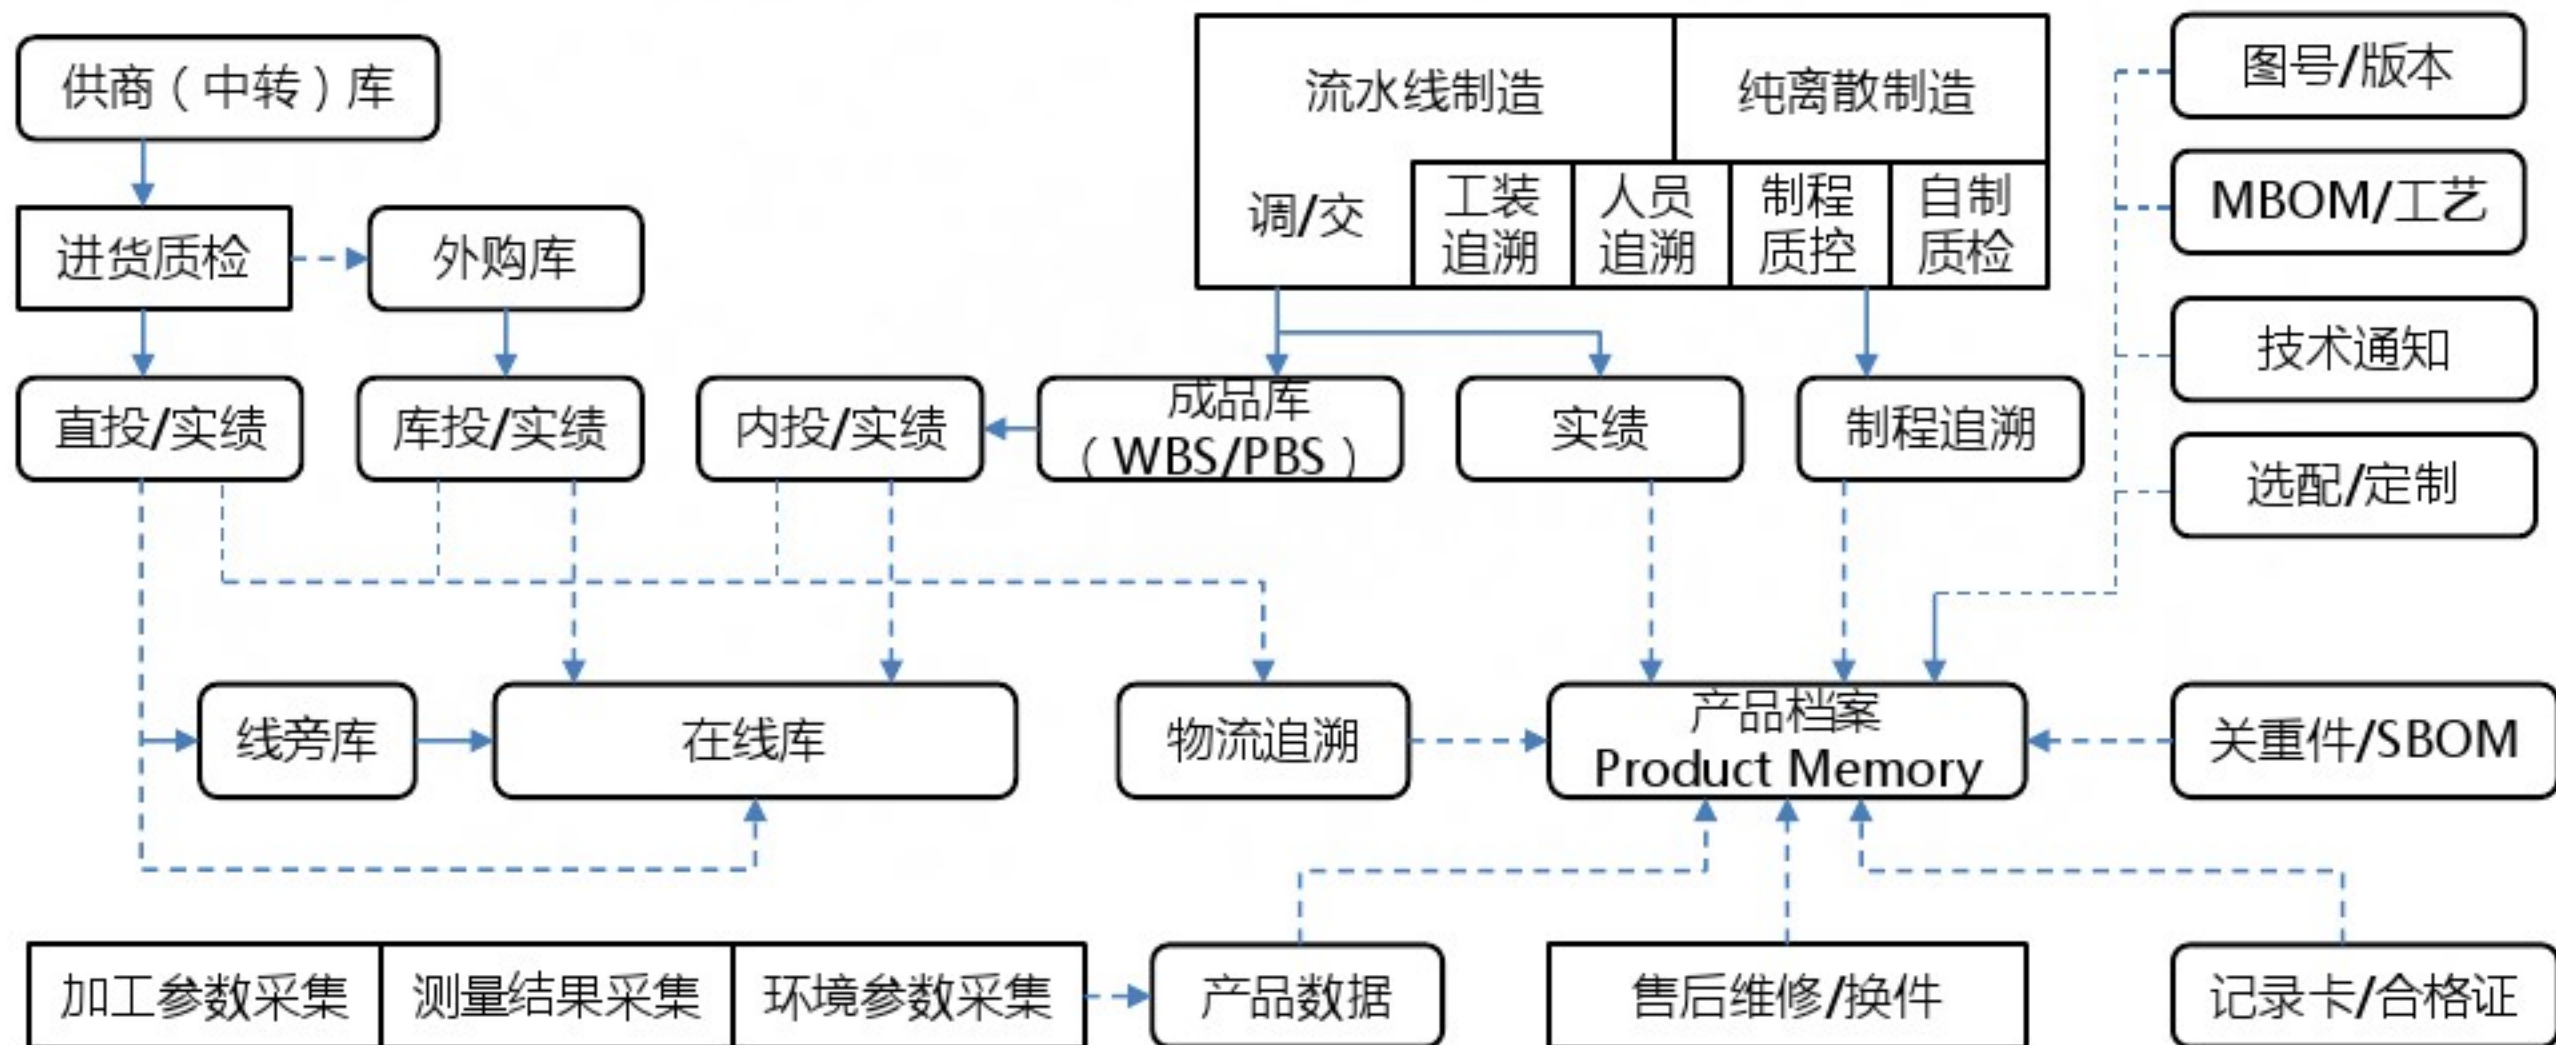 供商（中转）库
流水线制造
纯离散制造
图号/版本
进货质检
外购库
调/交
工装
追溯
人员
追溯
制程
质控
自制
质检
MBOM/工艺
技术通知
直投/实绩
库投/实绩
内投/实绩
成品库
（WBS/PBS）
实绩
制程追溯
选配/定制
线旁库
在线库
物流追溯
产品档案
Product Memory
关重件/SBOM
加工参数采集
测量结果采集
环境参数采集
产品数据
售后维修/换件
记录卡/合格证